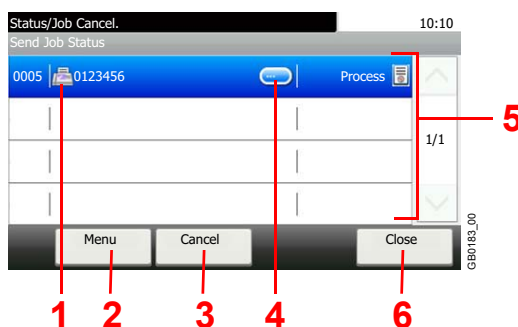 Status/Job Cancel. 10:10
Send Job Status
0005 0123456 Process
5
1/1
Menu Cancel Close
GB0183_00
1 2 3 4 6